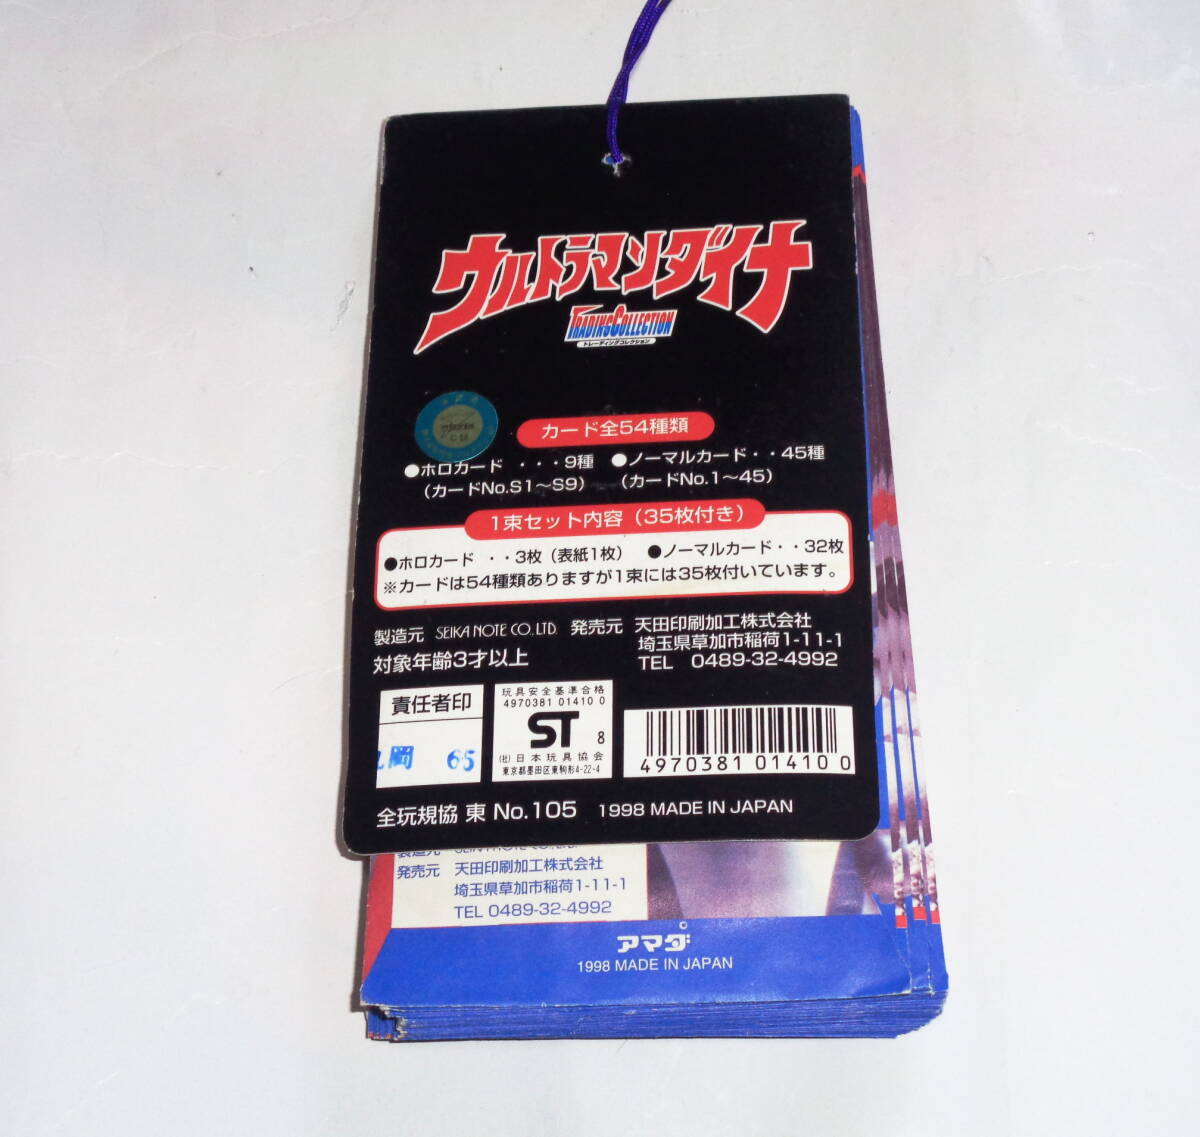 ウルトラマンダイナ
TRADING COLLECTION
トレーディングコレクション
カード全54種類
●ホロカード ・・・9種 ●ノーマルカード・・45種
(カードNo.S1〜S9) (カードNo.1〜45)
1束セット内容(35枚付き)
●ホロカード ・・3枚(表紙1枚) ●ノーマルカード・・32枚
※カードは54種類ありますが1束には35枚付いています。
製造元 SEIKA NOTE CO.,LTD. 発売元 天田印刷加工株式会社
埼玉県草加市稲荷1-11-1
対象年齢3才以上 TEL 0489-32-4992
責任者印
岡 65
玩具安全基準合格
4970381 01410 0
ST 8
(社)日本玩具協会
東京都墨田区東駒形4-22-4
4970381 01410 0
全玩規協 東 No.105 1998 MADE IN JAPAN
製造元 SEIKA NOTE CO.,LTD.
発売元 天田印刷加工株式会社
埼玉県草加市稲荷1-11-1
TEL 0489-32-4992
©
アマダ
1998 MADE IN JAPAN